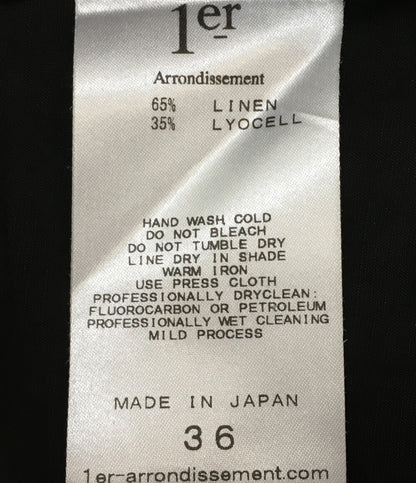 1er
Arrondissement
65% LINEN
35% LYOCELL
HAND WASH COLD
DO NOT BLEACH
DO NOT TUMBLE DRY
LINE DRY IN SHADE
WARM IRON
USE PRESS CLOTH
PROFESSIONALLY DRYCLEAN:
FLUOROCARBON OR PETROLEUM
PROFESSIONALLY WET CLEANING
MILD PROCESS
MADE IN JAPAN
36
1er-arrondissement.com